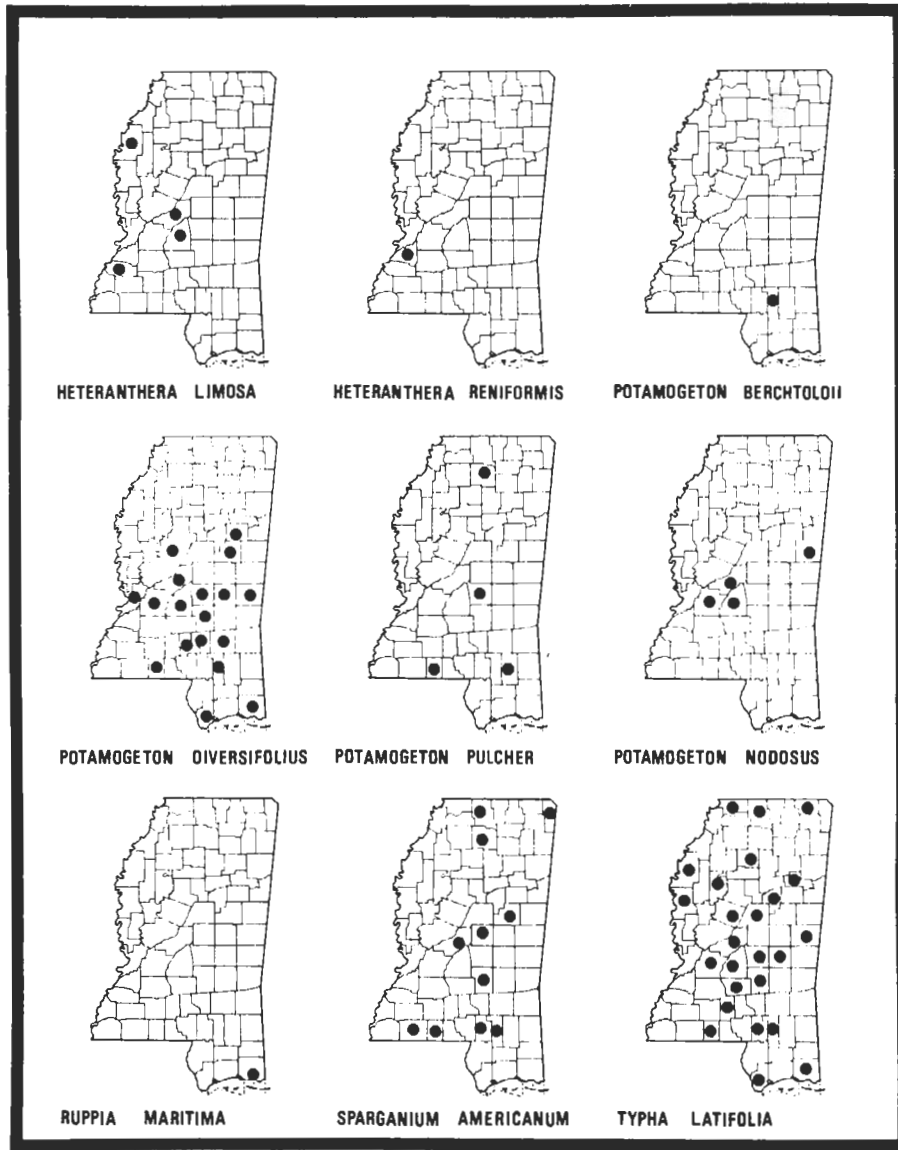 HETERANTHERA LIMOSA
HETERANTHERA RENIFORMIS
POTAMOGETON BERCHTOLDII
POTAMOGETON DIVERSIFOLIUS
POTAMOGETON PULCHER
POTAMOGETON NODOSUS
RUPPIA MARITIMA
SPARGANIUM AMERICANUM
TYPHA LATIFOLIA